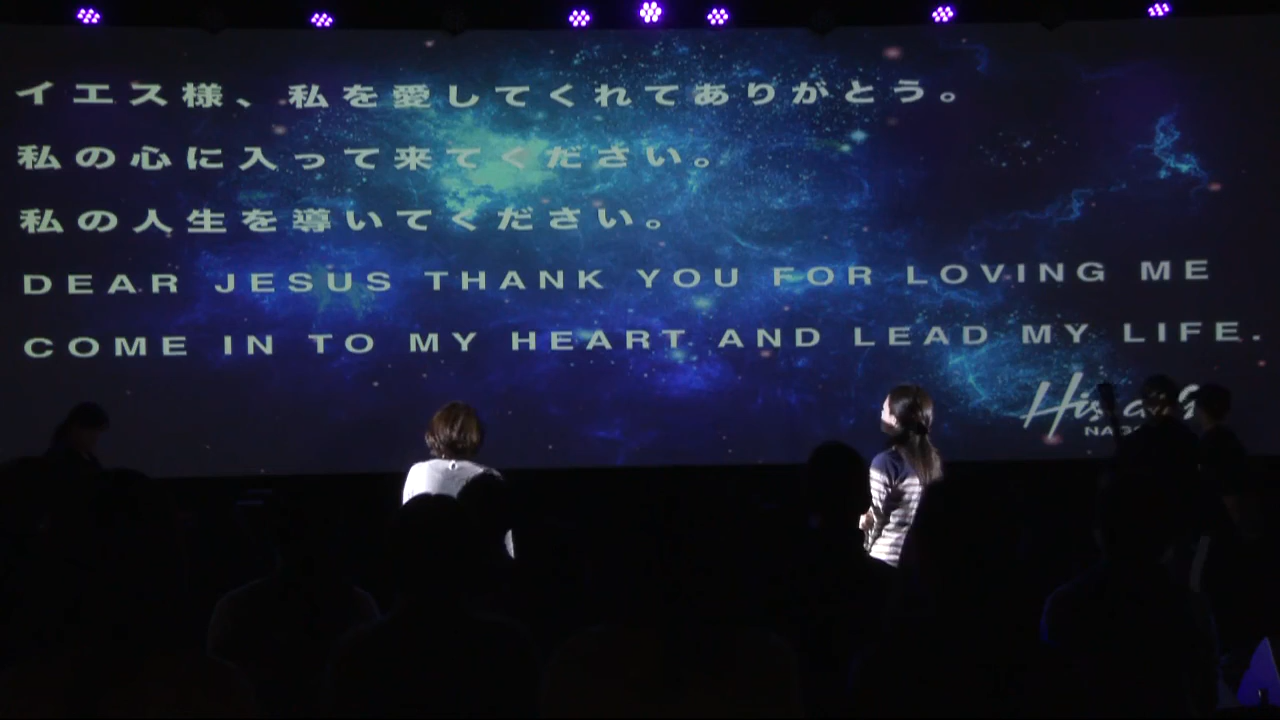 イエス様、私を愛してくれてありがとう。
私の心に入って来てください。
私の人生を導いてください。
DEAR JESUS THANK YOU FOR LOVING ME
COME IN TO MY HEART AND LEAD MY LIFE.